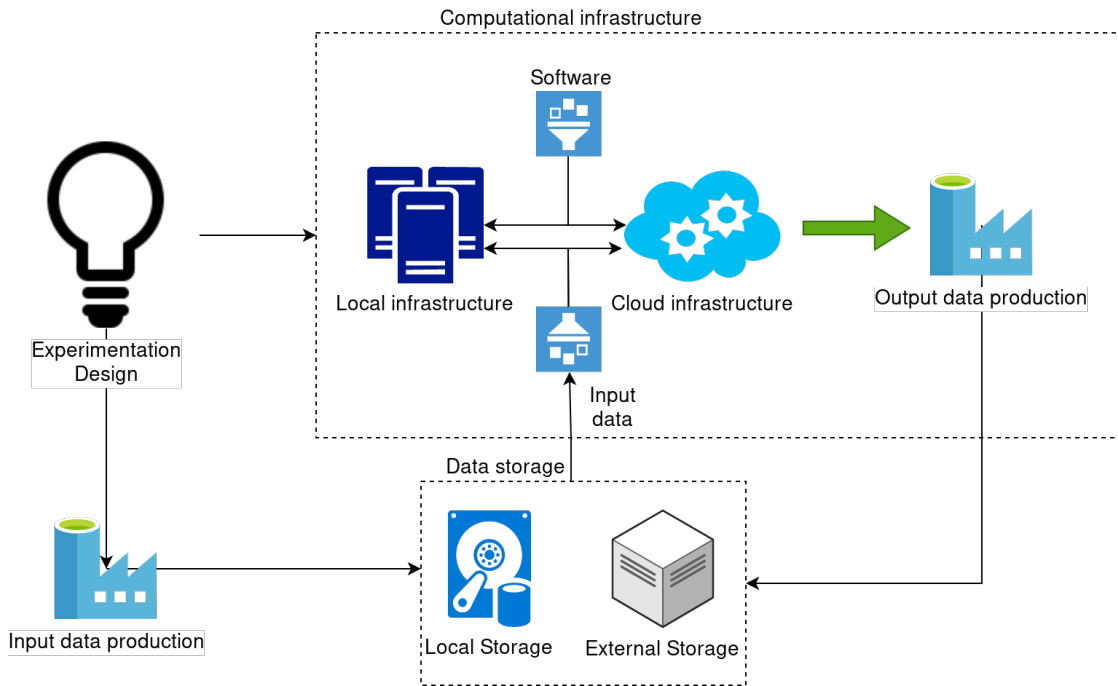 Computational infrastructure
Software
Local infrastructure
Cloud infrastructure
Output data production
Experimentation
Design
Input
data
Data storage
Input data production
Local Storage
External Storage